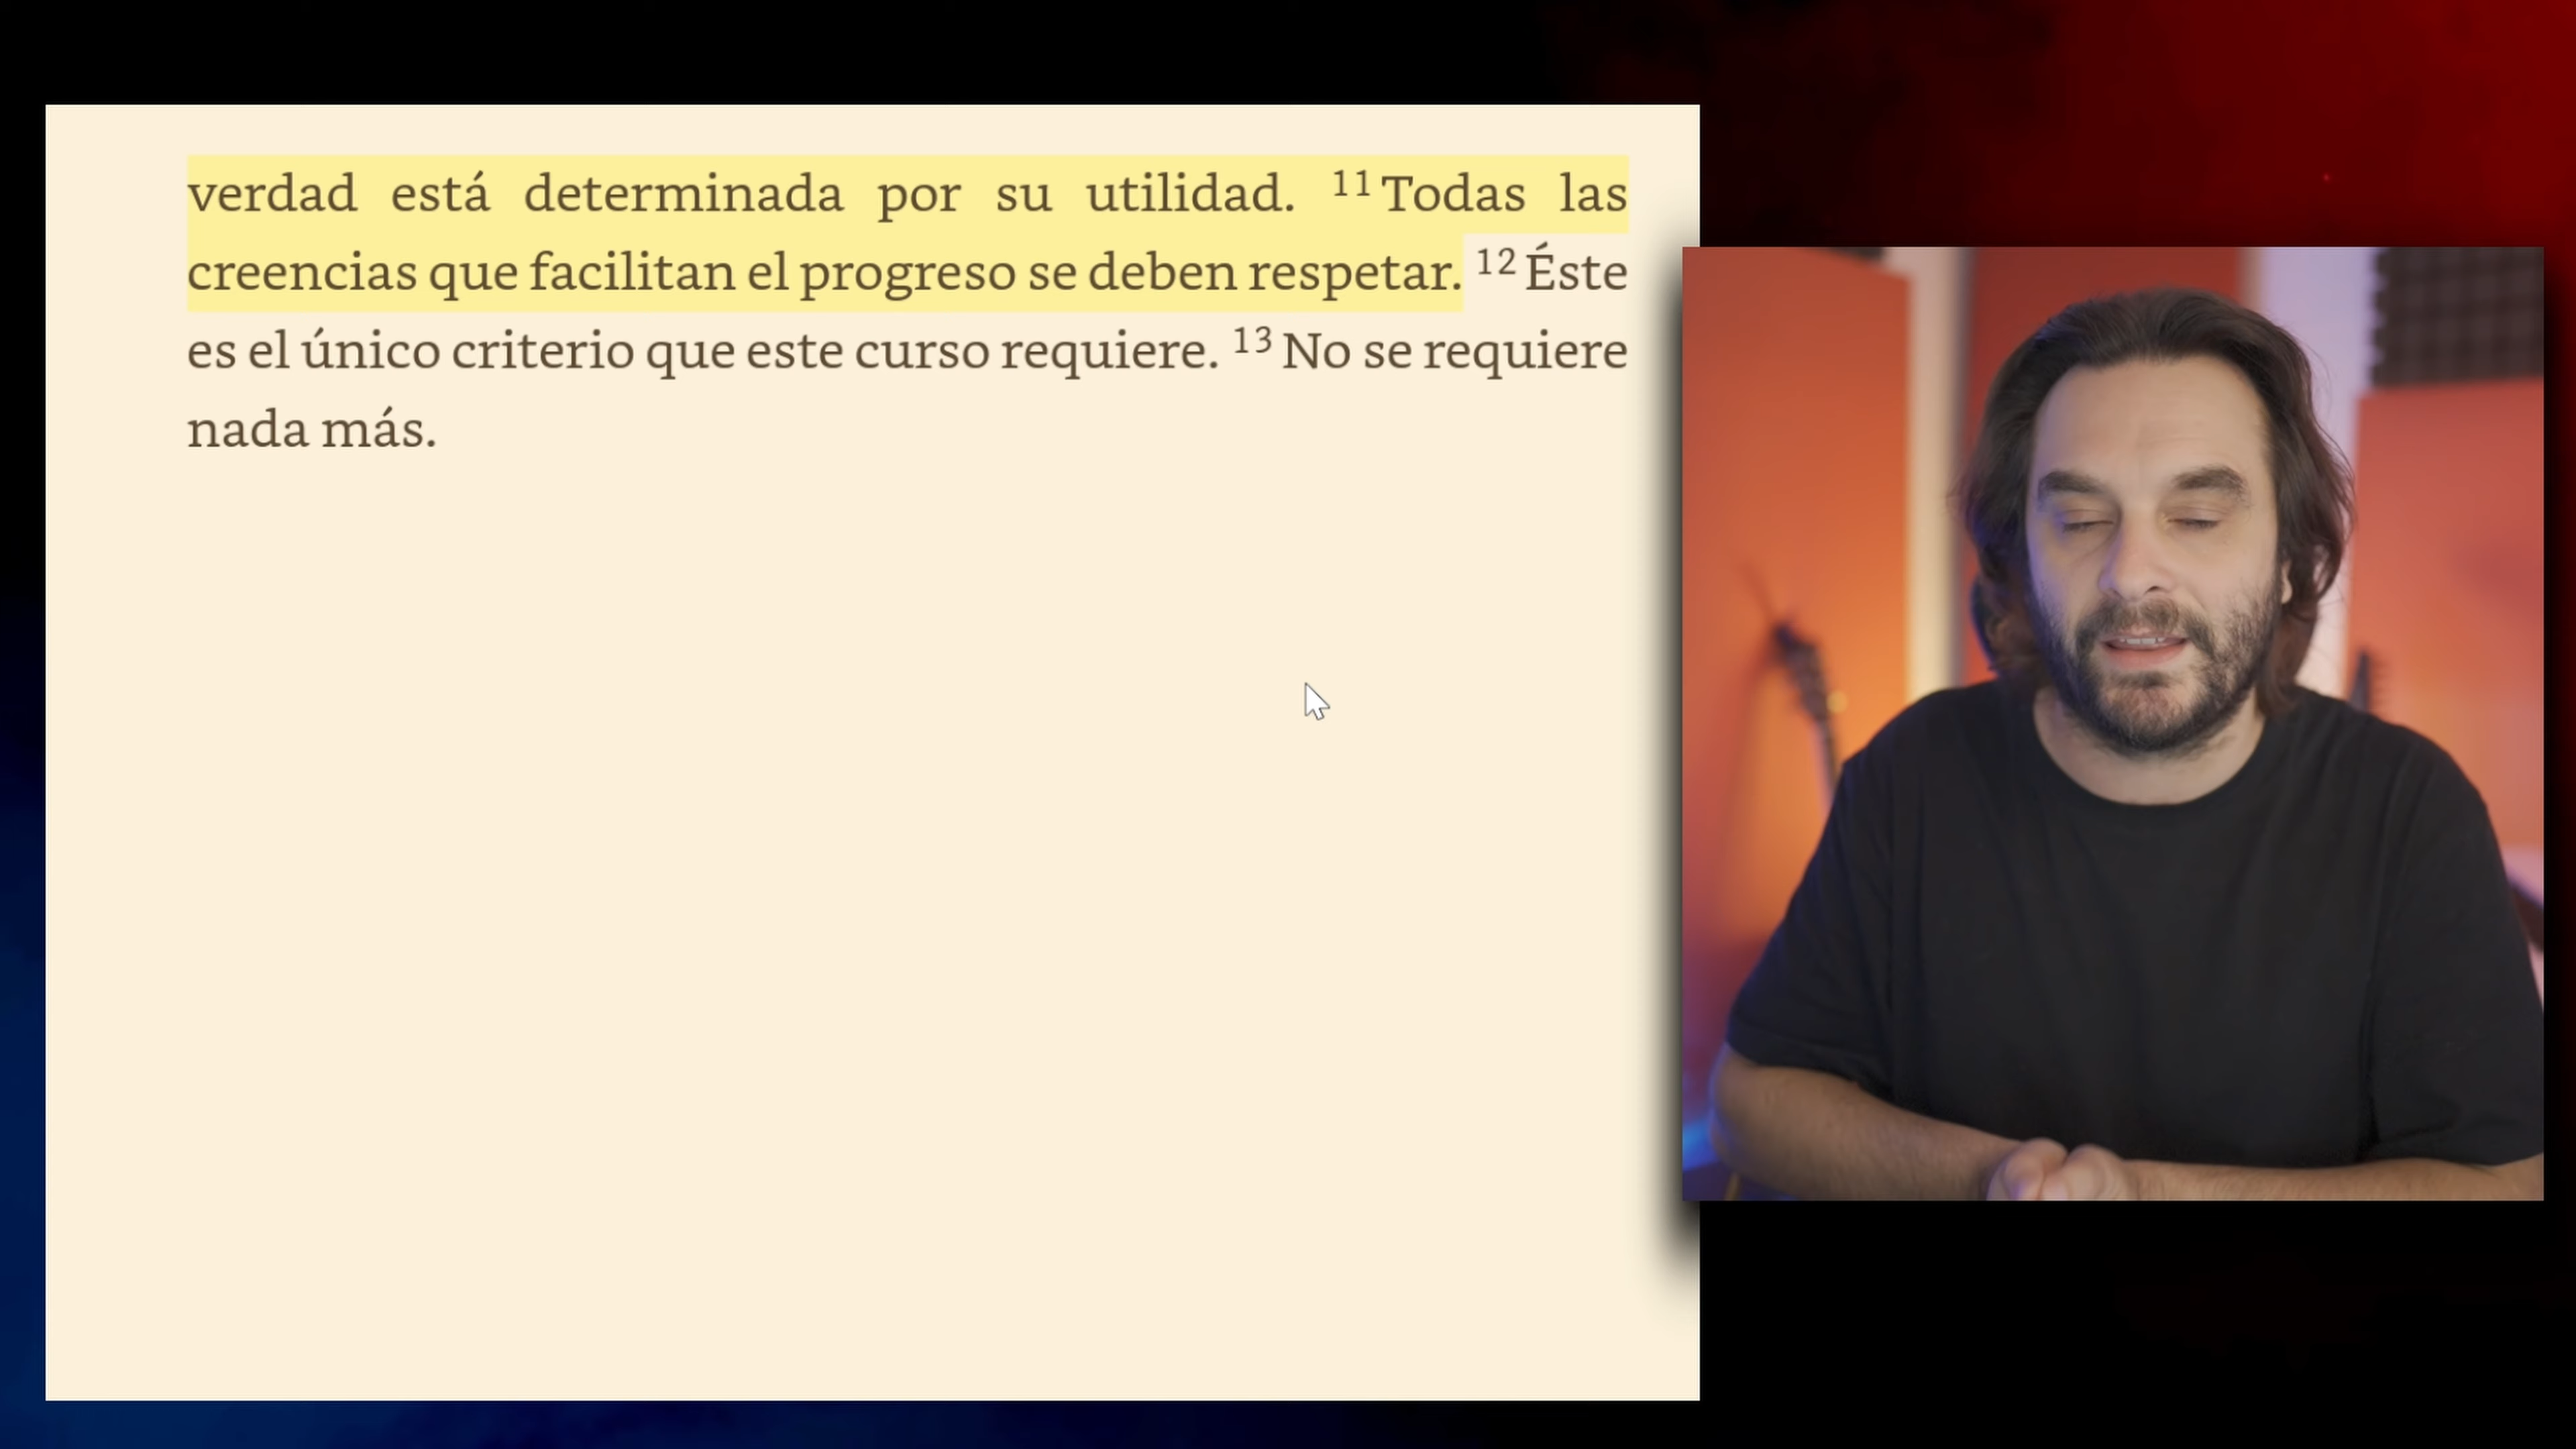 verdad está determinada por su utilidad. 11 Todas las
creencias que facilitan el progreso se deben respetar. 12 Éste
es el único criterio que este curso requiere. 13 No se requiere
nada más.